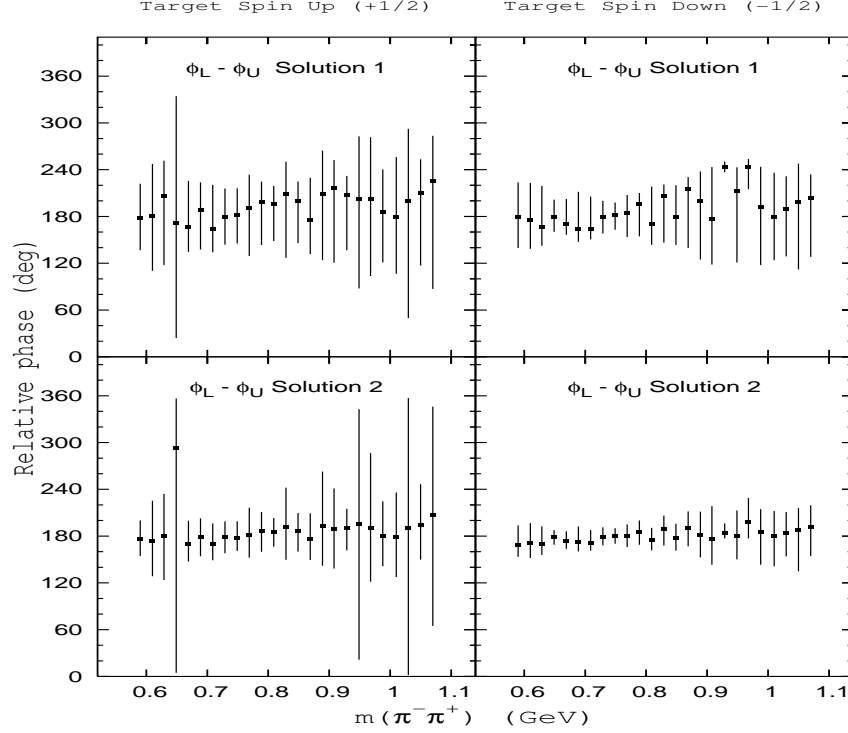 Target Spin Up (+1/2) Target Spin Down (−1/2)
ϕL - ϕU Solution 1
ϕL - ϕU Solution 1
360
300
240
180
120
60
0
ϕL - ϕU Solution 2
ϕL - ϕU Solution 2
360
300
240
180
120
60
0
Relative phase (deg)
0.6 0.7 0.8 0.9 1 1.1 0.6 0.7 0.8 0.9 1 1.1
m(π⁻π⁺) (GeV)